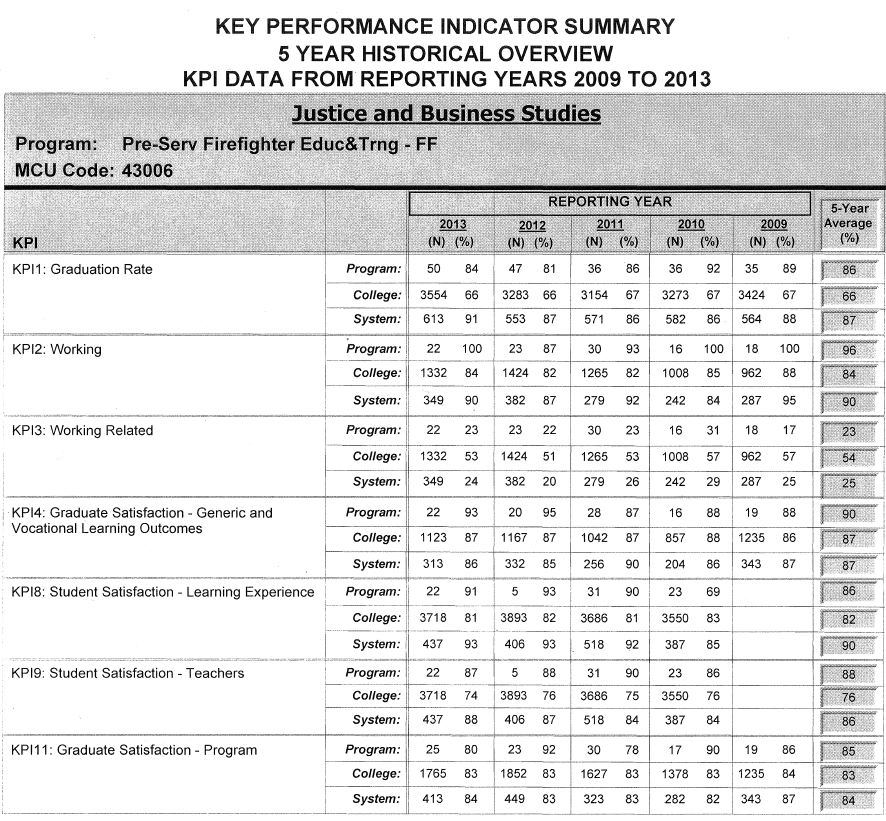 KEY PERFORMANCE INDICATOR SUMMARY
5 YEAR HISTORICAL OVERVIEW
KPI DATA FROM REPORTING YEARS 2009 TO 2013
Justice and Business Studies
Program: Pre-Serv Firefighter Educ&Trng - FF
MCU Code: 43006
REPORTING YEAR
5-Year
2013 2012 2011 2010 2009 Average
KPI (N) (%) (N) (%) (N) (%) (N) (%) (N) (%) (%)
KPI1: Graduation Rate Program: 50 84 47 81 36 86 36 92 35 89 86
College: 3554 66 3283 66 3154 67 3273 67 3424 67 66
System: 613 91 553 87 571 86 582 86 564 88 87
KPI2: Working Program: 22 100 23 87 30 93 16 100 18 100 96
College: 1332 84 1424 82 1265 82 1008 85 962 88 84
System: 349 90 382 87 279 92 242 84 287 95 90
KPI3: Working Related Program: 22 23 23 22 30 23 16 31 18 17 23
College: 1332 53 1424 51 1265 53 1008 57 962 57 54
System: 349 24 382 20 279 26 242 29 287 25 25
KPI4: Graduate Satisfaction - Generic and Program: 22 93 20 95 28 87 16 88 19 88 90
Vocational Learning Outcomes
College: 1123 87 1167 87 1042 87 857 88 1235 86 87
System: 313 86 332 85 256 90 204 86 343 87 87
KPI8: Student Satisfaction - Learning Experience Program: 22 91 5 93 31 90 23 69 86
College: 3718 81 3893 82 3686 81 3550 83 82
System: 437 93 406 93 518 92 387 85 90
KPI9: Student Satisfaction - Teachers Program: 22 87 5 88 31 90 23 86 88
College: 3718 74 3893 76 3686 75 3550 76 76
System: 437 88 406 87 518 84 387 84 86
KPI11: Graduate Satisfaction - Program Program: 25 80 23 92 30 78 17 90 19 86 85
College: 1765 83 1852 83 1627 83 1378 83 1235 84 83
System: 413 84 449 83 323 83 282 82 343 87 84